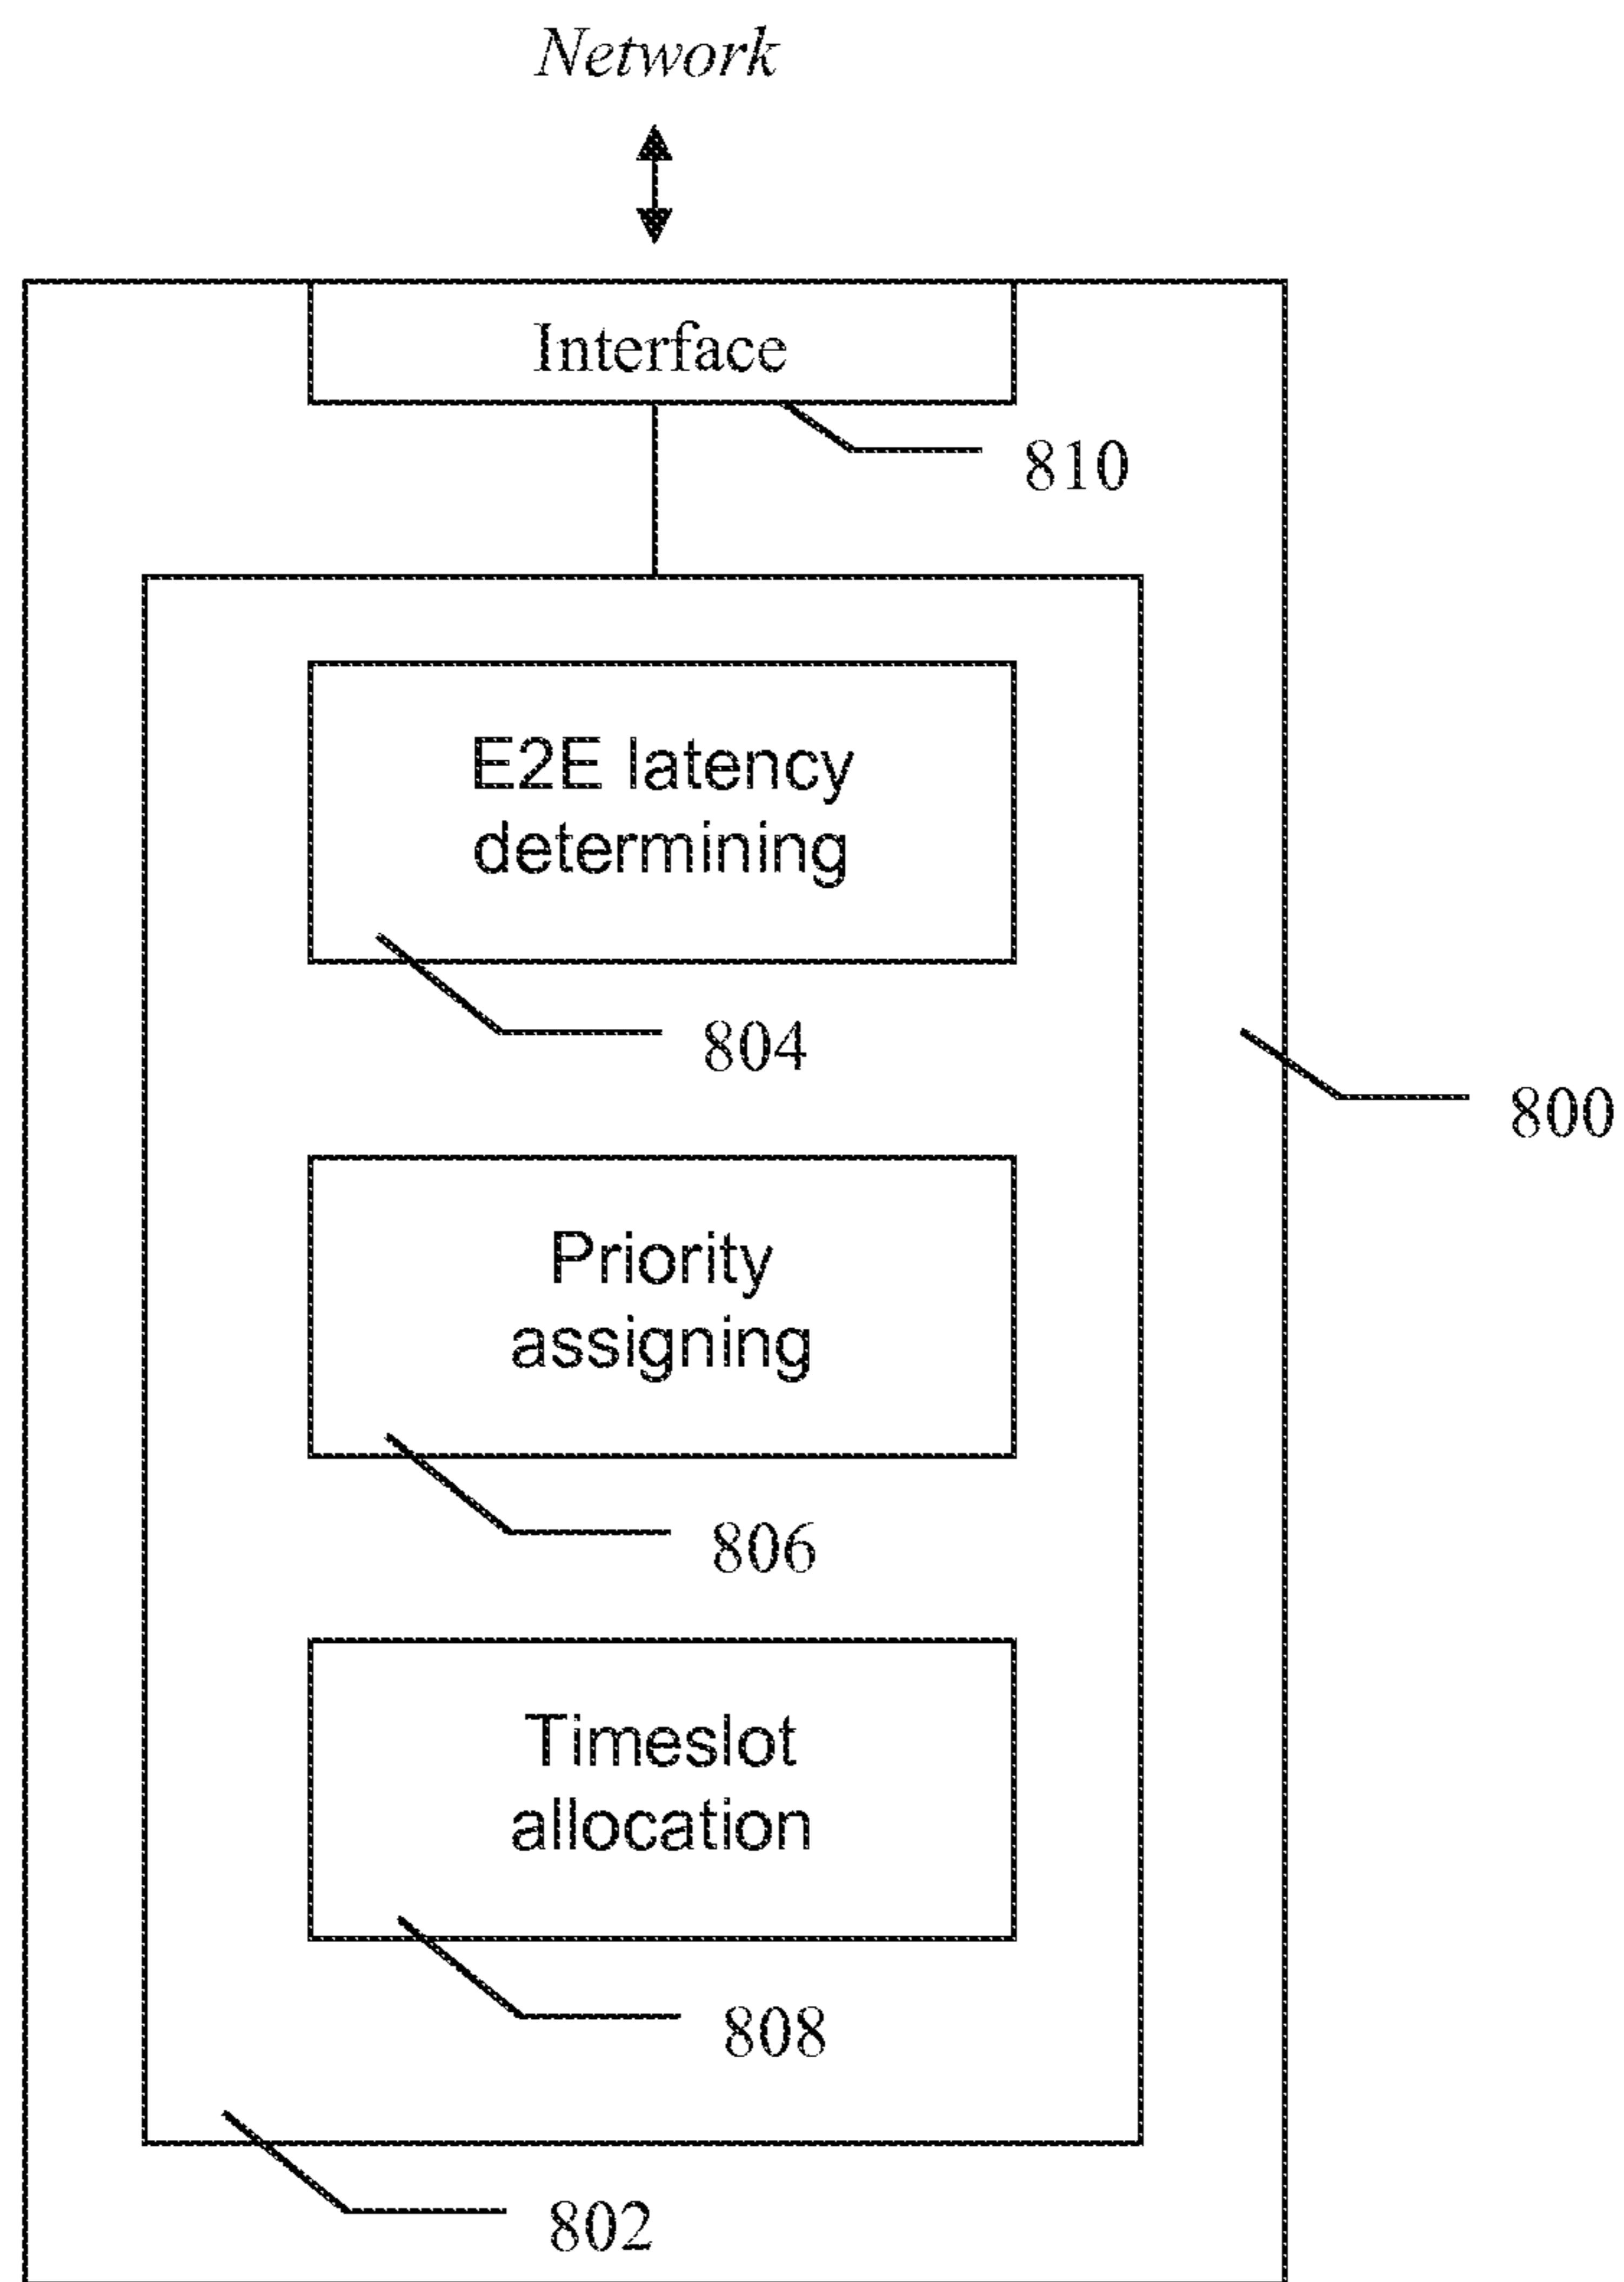 Network
Interface
810
E2E latency
determining
804
800
Priority
assigning
806
Timeslot
allocation
808
802